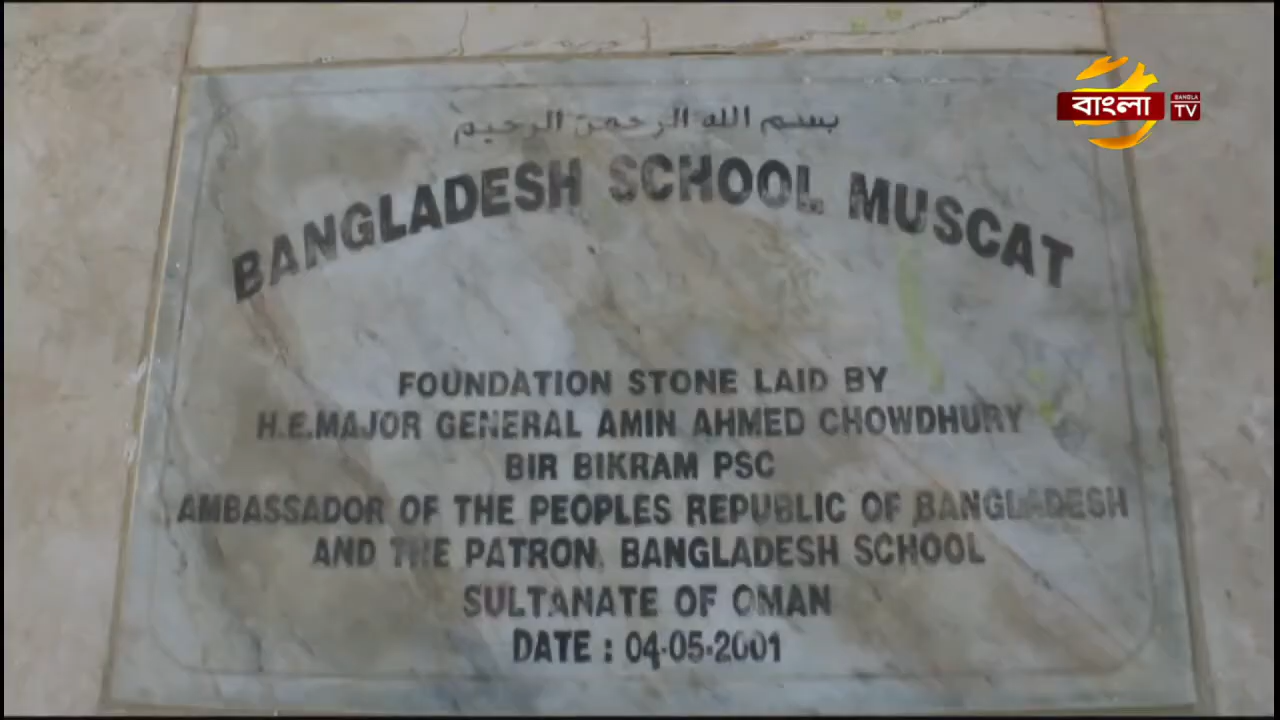 بسم الله الرحمن الرحيم
BANGLADESH SCHOOL MUSCAT
FOUNDATION STONE LAID BY
H.E.MAJOR GENERAL AMIN AHMED CHOWDHURY
BIR BIKRAM PSC
AMBASSADOR OF THE PEOPLES REPUBLIC OF BANGLADESH
AND THE PATRON, BANGLADESH SCHOOL
SULTANATE OF OMAN
DATE : 04-05-2001
বাংলা
BANGLA
TV